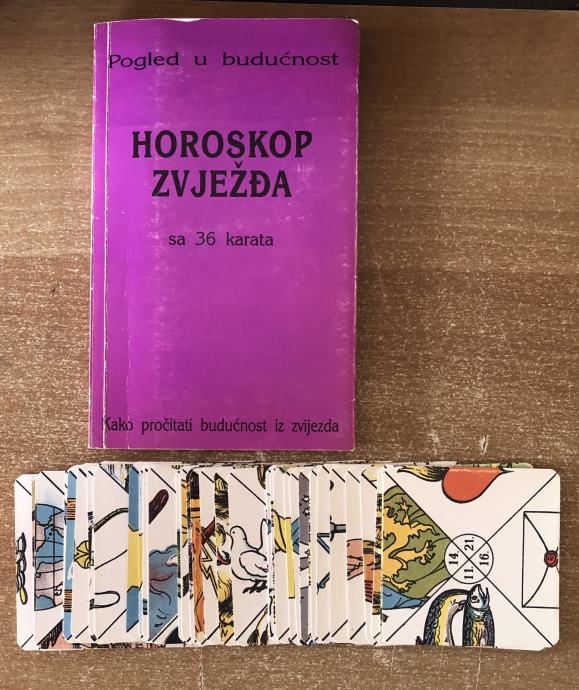 Pogled u budućnost
HOROSKOP
ZVJEŽĐA
sa 36 karata
Kako pročitati budućnost iz zvijezda
14. 21.
11. 16.